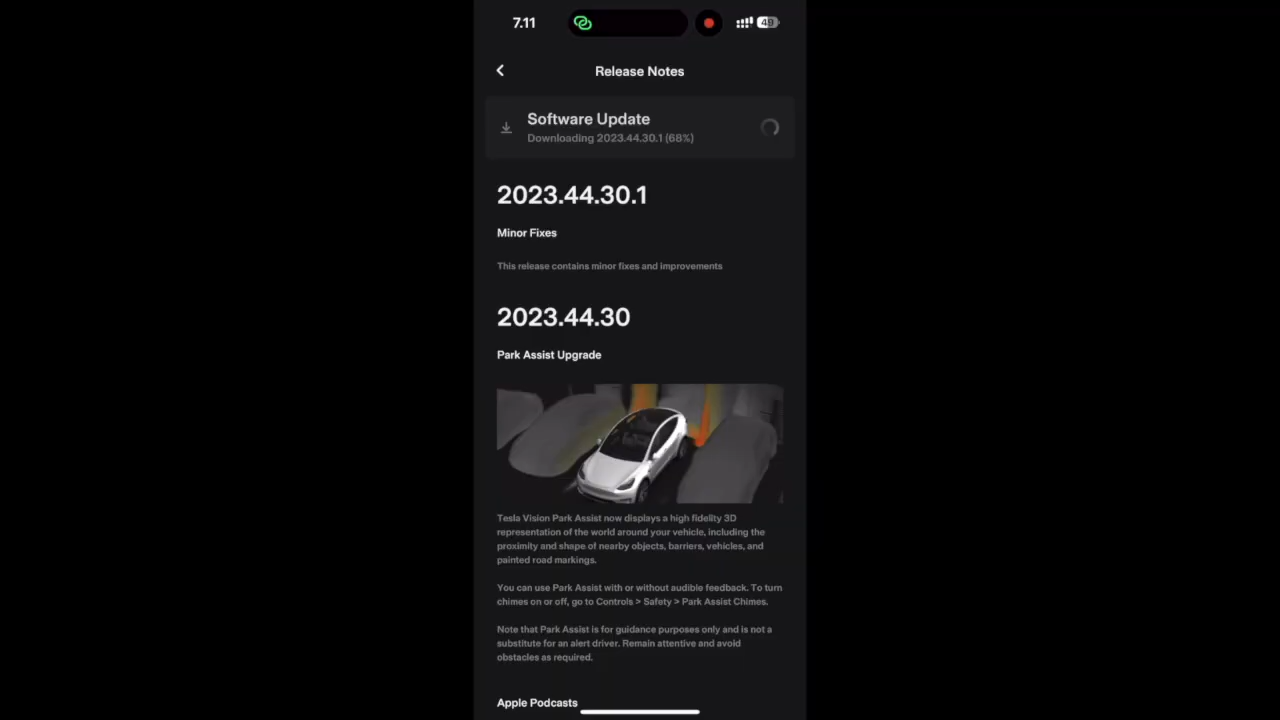 7.11
49
Release Notes
Software Update
Downloading 2023.44.30.1 (68%)
2023.44.30.1
Minor Fixes
This release contains minor fixes and improvements
2023.44.30
Park Assist Upgrade
Tesla Vision Park Assist now displays a high fidelity 3D
representation of the world around your vehicle, including the
proximity and shape of nearby objects, barriers, vehicles, and
painted road markings.
You can use Park Assist with or without audible feedback. To turn
chimes on or off, go to Controls > Safety > Park Assist Chimes.
Note that Park Assist is for guidance purposes only and is not a
substitute for an alert driver. Remain attentive and avoid
obstacles as required.
Apple Podcasts